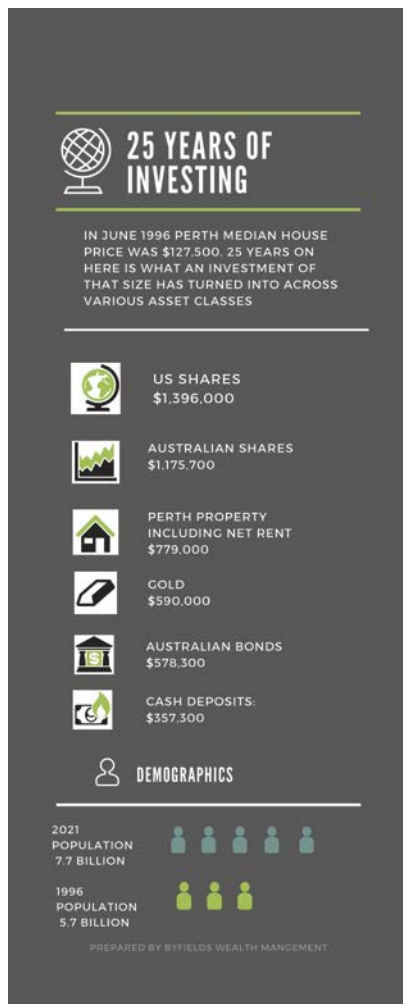 25 YEARS OF
INVESTING
IN JUNE 1996 PERTH MEDIAN HOUSE
PRICE WAS $127,500. 25 YEARS ON
HERE IS WHAT AN INVESTMENT OF
THAT SIZE HAS TURNED INTO ACROSS
VARIOUS ASSET CLASSES
US SHARES
$1,396,000
AUSTRALIAN SHARES
$1,175,700
PERTH PROPERTY
INCLUDING NET RENT
$779,000
GOLD
$590,000
AUSTRALIAN BONDS
$578,300
CASH DEPOSITS:
$357,300
DEMOGRAPHICS
2021
POPULATION
7.7 BILLION
1996
POPULATION
5.7 BILLION
PREPARED BY BYFIELDS WEALTH MANGEMENT